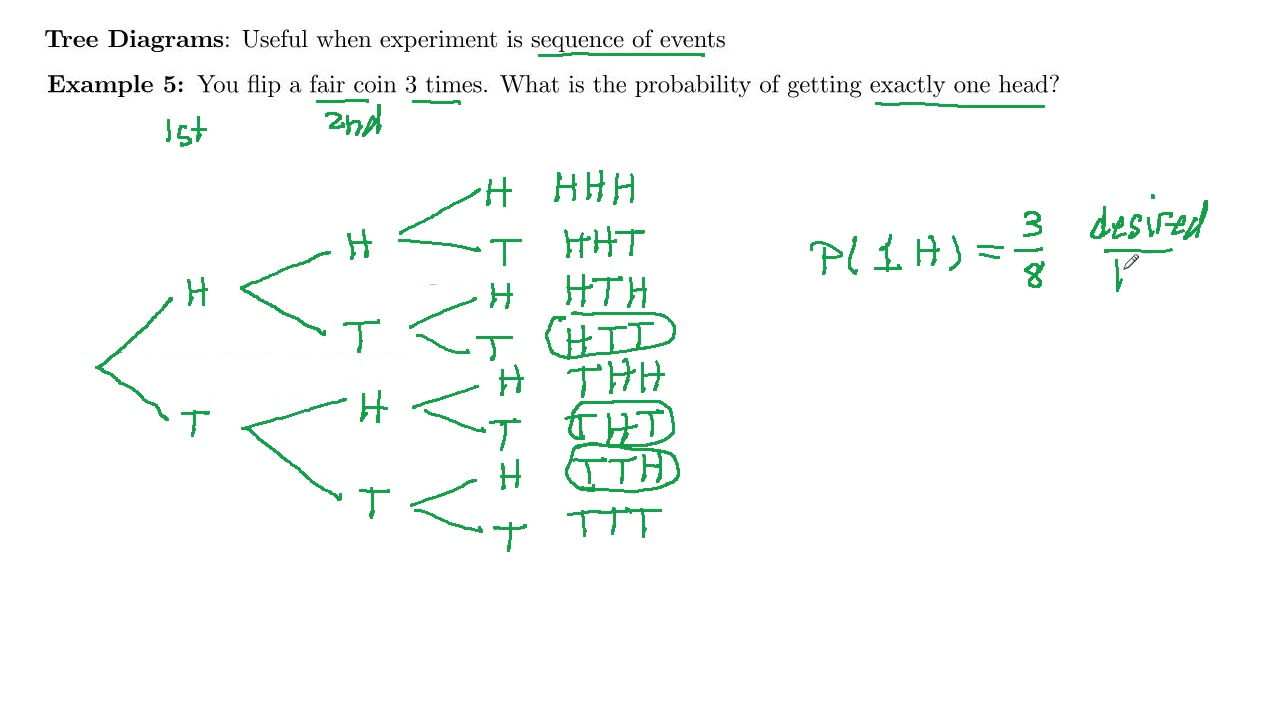 Tree Diagrams: Useful when experiment is sequence of events
Example 5: You flip a fair coin 3 times. What is the probability of getting exactly one head?
1st 2nd
H HHH
H
T HHT
H
H HTH
T
T HTT
H THH
H
T THT
T
H TTH
T
T TTT
P(1H) = 3/8 desired